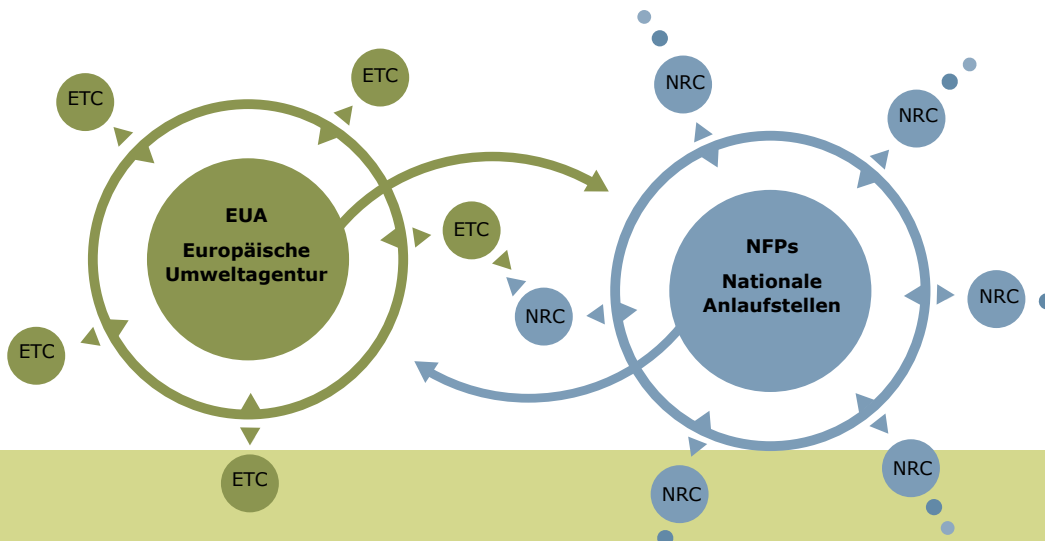 ETC
ETC
EUA
Europäische
Umweltagentur
ETC
ETC
ETC
NRC
NRC
NRC
NFPs
Nationale
Anlaufstellen
NRC
NRC
NRC